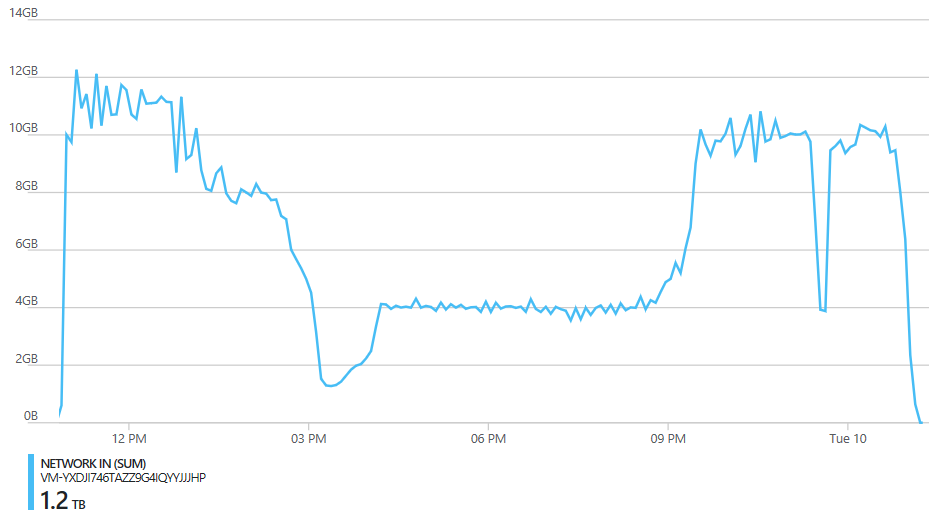 14GB
12GB
10GB
8GB
6GB
4GB
2GB
0B
12 PM 03 PM 06 PM 09 PM Tue 10
NETWORK IN (SUM)
VM-YXDJI746TAZZ9G4IQYYJJJHP
1.2 TB